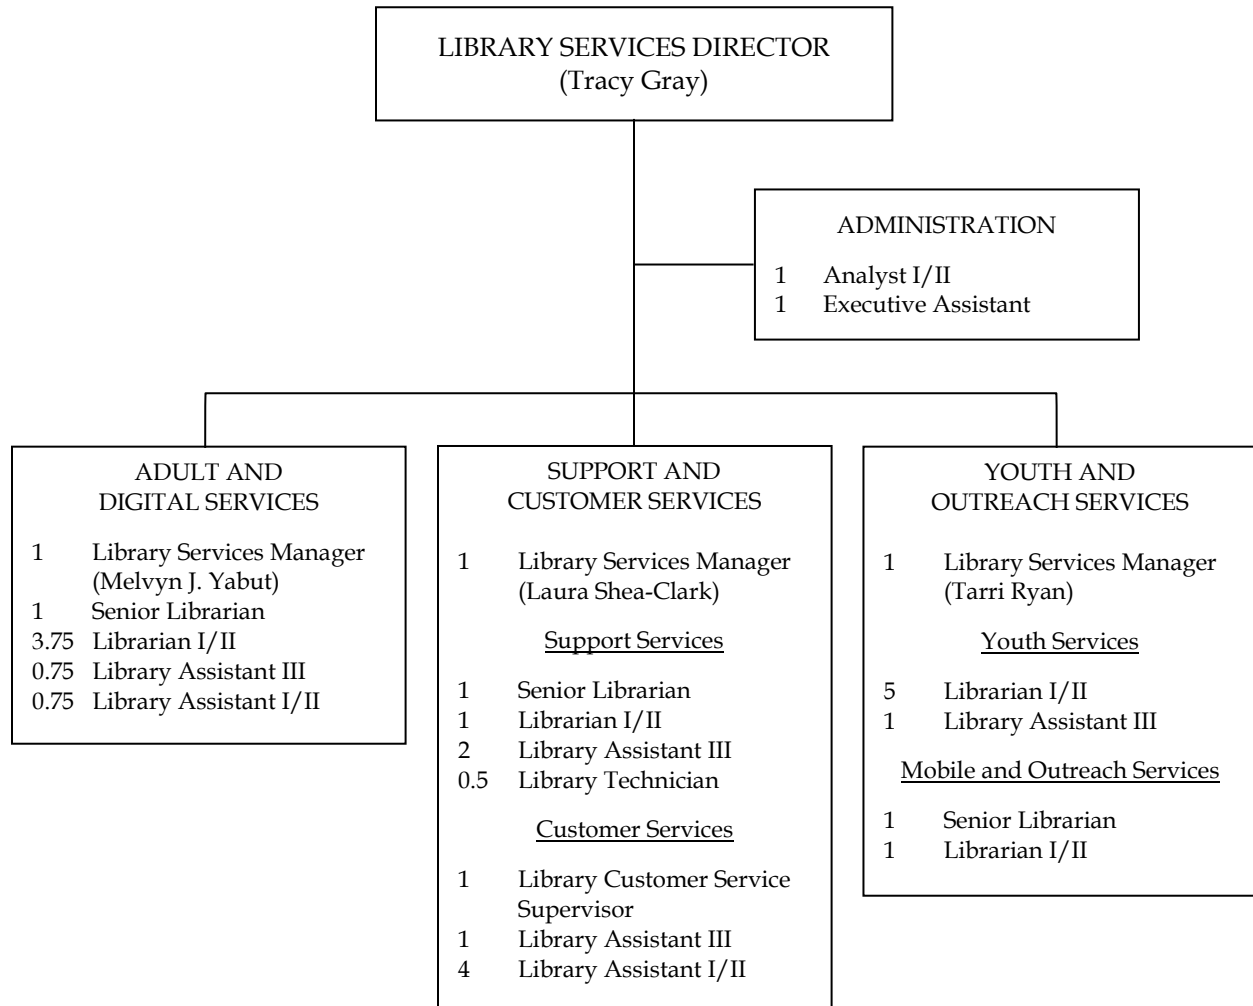 LIBRARY SERVICES DIRECTOR
(Tracy Gray)
ADMINISTRATION
1 Analyst I/II
1 Executive Assistant
ADULT AND
DIGITAL SERVICES
1 Library Services Manager
(Melvyn J. Yabut)
1 Senior Librarian
3.75 Librarian I/II
0.75 Library Assistant III
0.75 Library Assistant I/II
SUPPORT AND
CUSTOMER SERVICES
1 Library Services Manager
(Laura Shea-Clark)
Support Services
1 Senior Librarian
1 Librarian I/II
2 Library Assistant III
0.5 Library Technician
Customer Services
1 Library Customer Service
Supervisor
1 Library Assistant III
4 Library Assistant I/II
YOUTH AND
OUTREACH SERVICES
1 Library Services Manager
(Tarri Ryan)
Youth Services
5 Librarian I/II
1 Library Assistant III
Mobile and Outreach Services
1 Senior Librarian
1 Librarian I/II